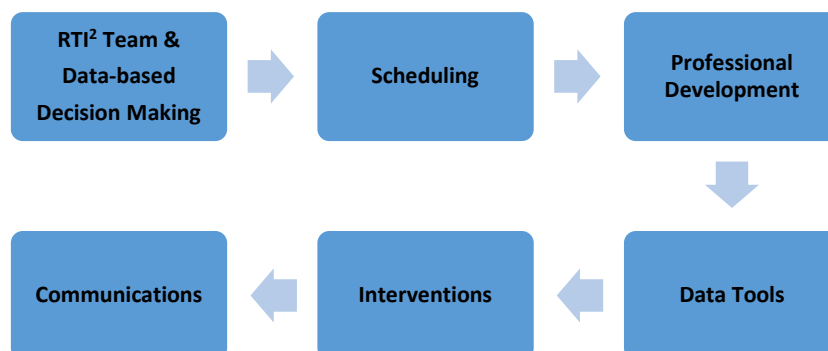 RTI² Team &
Data-based
Decision Making
Scheduling
Professional
Development
Data Tools
Interventions
Communications